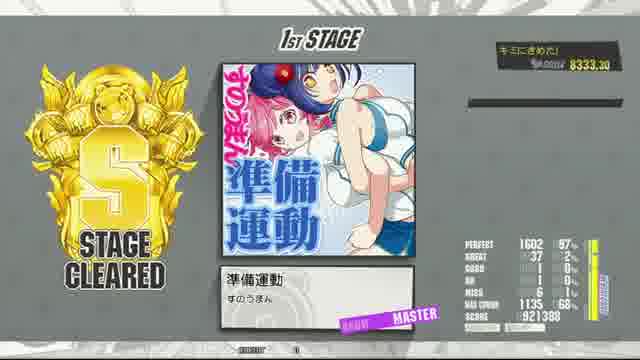 1ST STAGE
キミにきめた!
8333.30
すのうまん
準備
運動
S
STAGE
CLEARED
準備運動
すのうまん
MASTER
PERFECT 1602 97%
GREAT 37 2%
GOOD 1 0%
1 0%
MISS 6 1%
MAX COMBO 1135 68%
SCORE 921388